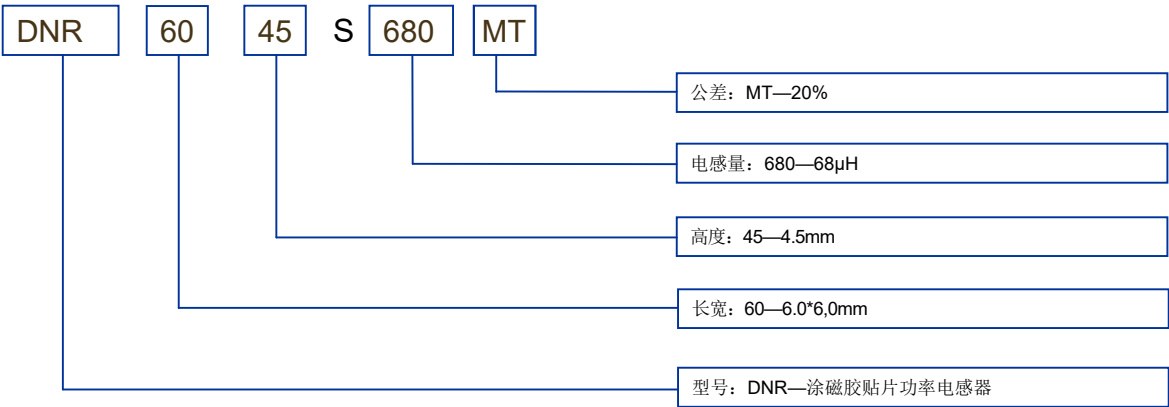 DNR 60 45 S 680 MT
公差：MT—20%
电感量：680—68μH
高度：45—4.5mm
长宽：60—6.0*6,0mm
型号：DNR—涂磁胶贴片功率电感器